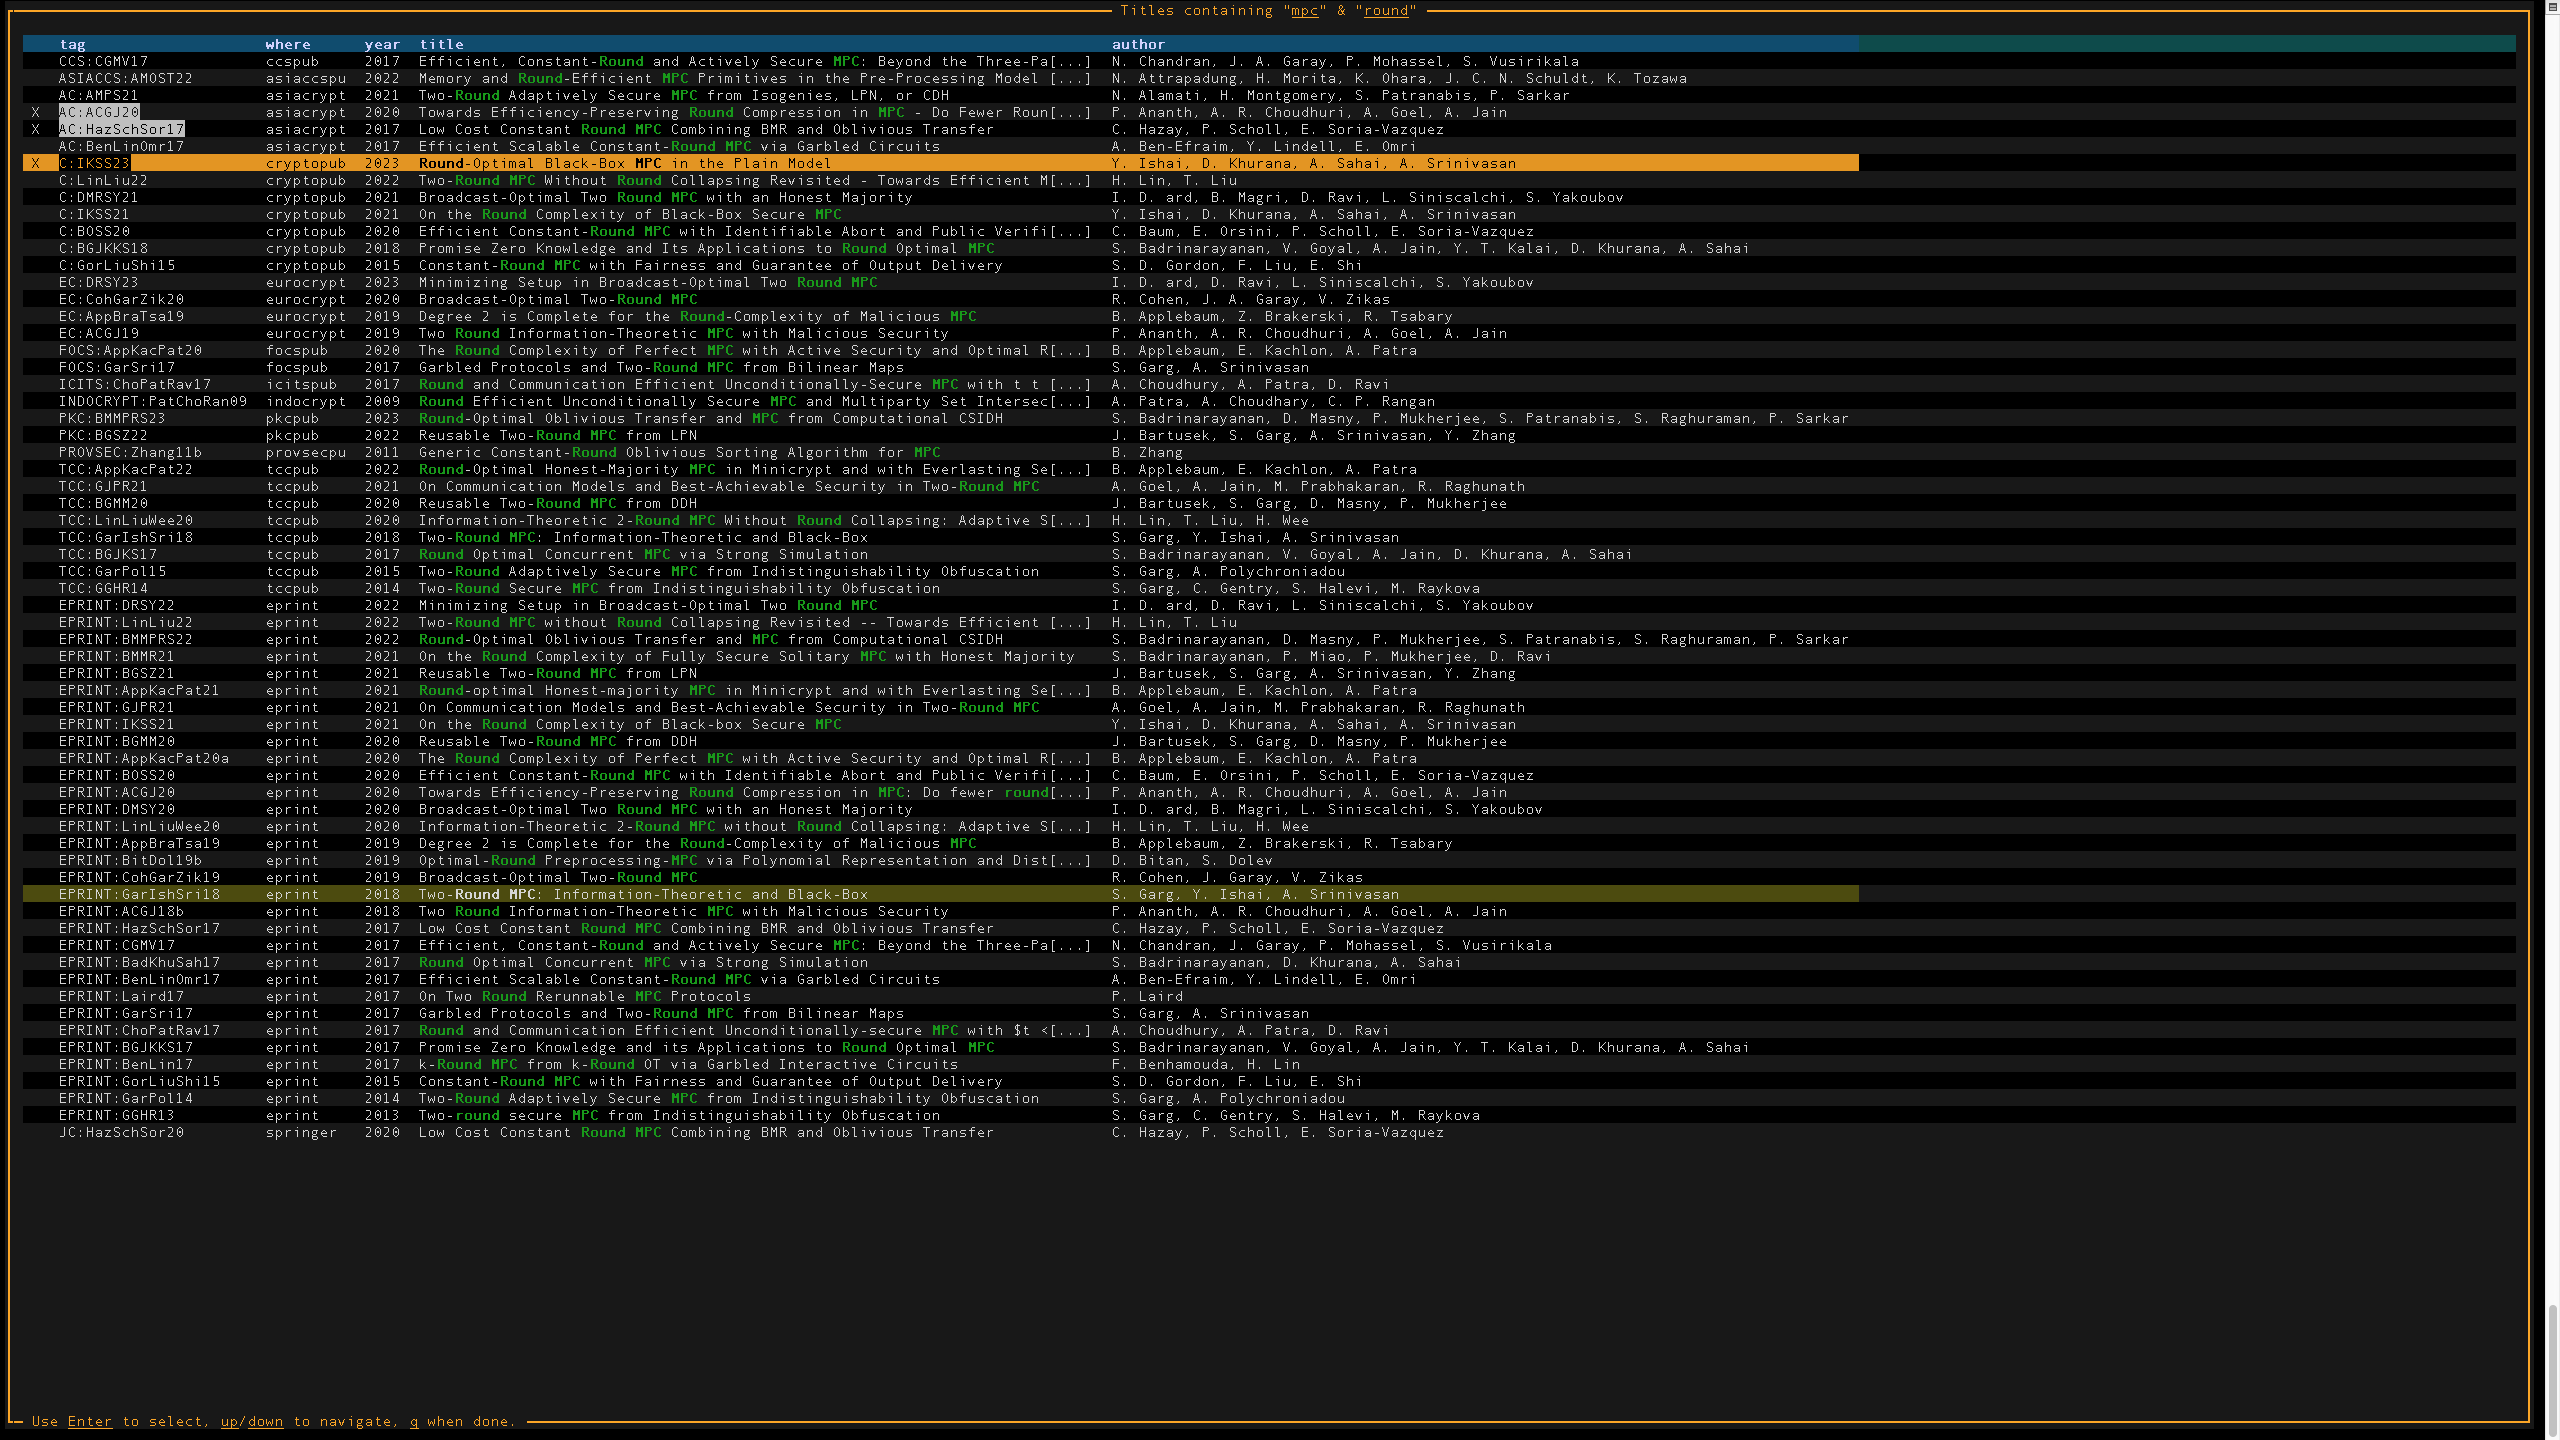 Titles containing "mpc" & "round"
tag where year title author
CCS:CGMV17 ccspub 2017 Efficient, Constant-Round and Actively Secure MPC: Beyond the Three-Pa[...] N. Chandran, J. A. Garay, P. Mohassel, S. Vusirikala
ASIACCS:AMOST22 asiaccspu 2022 Memory and Round-Efficient MPC Primitives in the Pre-Processing Model [...] N. Attrapadung, H. Morita, K. Ohara, J. C. N. Schuldt, K. Tozawa
AC:AMPS21 asiacrypt 2021 Two-Round Adaptively Secure MPC from Isogenies, LPN, or CDH N. Alamati, H. Montgomery, S. Patranabis, P. Sarkar
X AC:ACGJ20 asiacrypt 2020 Towards Efficiency-Preserving Round Compression in MPC - Do Fewer Roun[...] P. Ananth, A. R. Choudhuri, A. Goel, A. Jain
X AC:HazSchSor17 asiacrypt 2017 Low Cost Constant Round MPC Combining BMR and Oblivious Transfer C. Hazay, P. Scholl, E. Soria-Vazquez
AC:BenLinOmr17 asiacrypt 2017 Efficient Scalable Constant-Round MPC via Garbled Circuits A. Ben-Efraim, Y. Lindell, E. Omri
X C:IKSS23 cryptopub 2023 Round-Optimal Black-Box MPC in the Plain Model Y. Ishai, D. Khurana, A. Sahai, A. Srinivasan
C:LinLiu22 cryptopub 2022 Two-Round MPC Without Round Collapsing Revisited - Towards Efficient M[...] H. Lin, T. Liu
C:DMRSY21 cryptopub 2021 Broadcast-Optimal Two Round MPC with an Honest Majority I. D. ard, B. Magri, D. Ravi, L. Siniscalchi, S. Yakoubov
C:IKSS21 cryptopub 2021 On the Round Complexity of Black-Box Secure MPC Y. Ishai, D. Khurana, A. Sahai, A. Srinivasan
C:BOSS20 cryptopub 2020 Efficient Constant-Round MPC with Identifiable Abort and Public Verifi[...] C. Baum, E. Orsini, P. Scholl, E. Soria-Vazquez
C:BGJKKS18 cryptopub 2018 Promise Zero Knowledge and Its Applications to Round Optimal MPC S. Badrinarayanan, V. Goyal, A. Jain, Y. T. Kalai, D. Khurana, A. Sahai
C:GorLiuShi15 cryptopub 2015 Constant-Round MPC with Fairness and Guarantee of Output Delivery S. D. Gordon, F. Liu, E. Shi
EC:DRSY23 eurocrypt 2023 Minimizing Setup in Broadcast-Optimal Two Round MPC I. D. ard, D. Ravi, L. Siniscalchi, S. Yakoubov
EC:CohGarZik20 eurocrypt 2020 Broadcast-Optimal Two-Round MPC R. Cohen, J. A. Garay, V. Zikas
EC:AppBraTsa19 eurocrypt 2019 Degree 2 is Complete for the Round-Complexity of Malicious MPC B. Applebaum, Z. Brakerski, R. Tsabary
EC:ACGJ19 eurocrypt 2019 Two Round Information-Theoretic MPC with Malicious Security P. Ananth, A. R. Choudhuri, A. Goel, A. Jain
FOCS:AppKacPat20 focspub 2020 The Round Complexity of Perfect MPC with Active Security and Optimal R[...] B. Applebaum, E. Kachlon, A. Patra
FOCS:GarSri17 focspub 2017 Garbled Protocols and Two-Round MPC from Bilinear Maps S. Garg, A. Srinivasan
ICITS:ChoPatRav17 icitspub 2017 Round and Communication Efficient Unconditionally-Secure MPC with t t [...] A. Choudhury, A. Patra, D. Ravi
INDOCRYPT:PatChoRan09 indocrypt 2009 Round Efficient Unconditionally Secure MPC and Multiparty Set Intersec[...] A. Patra, A. Choudhary, C. P. Rangan
PKC:BMMPRS23 pkcpub 2023 Round-Optimal Oblivious Transfer and MPC from Computational CSIDH S. Badrinarayanan, D. Masny, P. Mukherjee, S. Patranabis, S. Raghuraman, P. Sarkar
PKC:BGSZ22 pkcpub 2022 Reusable Two-Round MPC from LPN J. Bartusek, S. Garg, A. Srinivasan, Y. Zhang
PROVSEC:Zhang11b provsecpu 2011 Generic Constant-Round Oblivious Sorting Algorithm for MPC B. Zhang
TCC:AppKacPat22 tccpub 2022 Round-Optimal Honest-Majority MPC in Minicrypt and with Everlasting Se[...] B. Applebaum, E. Kachlon, A. Patra
TCC:GJPR21 tccpub 2021 On Communication Models and Best-Achievable Security in Two-Round MPC A. Goel, A. Jain, M. Prabhakaran, R. Raghunath
TCC:BGMM20 tccpub 2020 Reusable Two-Round MPC from DDH J. Bartusek, S. Garg, D. Masny, P. Mukherjee
TCC:LinLiuWee20 tccpub 2020 Information-Theoretic 2-Round MPC Without Round Collapsing: Adaptive S[...] H. Lin, T. Liu, H. Wee
TCC:GarIshSri18 tccpub 2018 Two-Round MPC: Information-Theoretic and Black-Box S. Garg, Y. Ishai, A. Srinivasan
TCC:BGJKS17 tccpub 2017 Round Optimal Concurrent MPC via Strong Simulation S. Badrinarayanan, V. Goyal, A. Jain, D. Khurana, A. Sahai
TCC:GarPol15 tccpub 2015 Two-Round Adaptively Secure MPC from Indistinguishability Obfuscation S. Garg, A. Polychroniadou
TCC:GGHR14 tccpub 2014 Two-Round Secure MPC from Indistinguishability Obfuscation S. Garg, C. Gentry, S. Halevi, M. Raykova
EPRINT:DRSY22 eprint 2022 Minimizing Setup in Broadcast-Optimal Two Round MPC I. D. ard, D. Ravi, L. Siniscalchi, S. Yakoubov
EPRINT:LinLiu22 eprint 2022 Two-Round MPC without Round Collapsing Revisited -- Towards Efficient [...] H. Lin, T. Liu
EPRINT:BMMPRS22 eprint 2022 Round-Optimal Oblivious Transfer and MPC from Computational CSIDH S. Badrinarayanan, D. Masny, P. Mukherjee, S. Patranabis, S. Raghuraman, P. Sarkar
EPRINT:BMMR21 eprint 2021 On the Round Complexity of Fully Secure Solitary MPC with Honest Majority S. Badrinarayanan, P. Miao, P. Mukherjee, D. Ravi
EPRINT:BGSZ21 eprint 2021 Reusable Two-Round MPC from LPN J. Bartusek, S. Garg, A. Srinivasan, Y. Zhang
EPRINT:AppKacPat21 eprint 2021 Round-optimal Honest-majority MPC in Minicrypt and with Everlasting Se[...] B. Applebaum, E. Kachlon, A. Patra
EPRINT:GJPR21 eprint 2021 On Communication Models and Best-Achievable Security in Two-Round MPC A. Goel, A. Jain, M. Prabhakaran, R. Raghunath
EPRINT:IKSS21 eprint 2021 On the Round Complexity of Black-box Secure MPC Y. Ishai, D. Khurana, A. Sahai, A. Srinivasan
EPRINT:BGMM20 eprint 2020 Reusable Two-Round MPC from DDH J. Bartusek, S. Garg, D. Masny, P. Mukherjee
EPRINT:AppKacPat20a eprint 2020 The Round Complexity of Perfect MPC with Active Security and Optimal R[...] B. Applebaum, E. Kachlon, A. Patra
EPRINT:BOSS20 eprint 2020 Efficient Constant-Round MPC with Identifiable Abort and Public Verifi[...] C. Baum, E. Orsini, P. Scholl, E. Soria-Vazquez
EPRINT:ACGJ20 eprint 2020 Towards Efficiency-Preserving Round Compression in MPC: Do fewer round[...] P. Ananth, A. R. Choudhuri, A. Goel, A. Jain
EPRINT:DMSY20 eprint 2020 Broadcast-Optimal Two Round MPC with an Honest Majority I. D. ard, B. Magri, L. Siniscalchi, S. Yakoubov
EPRINT:LinLiuWee20 eprint 2020 Information-Theoretic 2-Round MPC without Round Collapsing: Adaptive S[...] H. Lin, T. Liu, H. Wee
EPRINT:AppBraTsa19 eprint 2019 Degree 2 is Complete for the Round-Complexity of Malicious MPC B. Applebaum, Z. Brakerski, R. Tsabary
EPRINT:BitDol19b eprint 2019 Optimal-Round Preprocessing-MPC via Polynomial Representation and Dist[...] D. Bitan, S. Dolev
EPRINT:CohGarZik19 eprint 2019 Broadcast-Optimal Two-Round MPC R. Cohen, J. Garay, V. Zikas
EPRINT:GarIshSri18 eprint 2018 Two-Round MPC: Information-Theoretic and Black-Box S. Garg, Y. Ishai, A. Srinivasan
EPRINT:ACGJ18b eprint 2018 Two Round Information-Theoretic MPC with Malicious Security P. Ananth, A. R. Choudhuri, A. Goel, A. Jain
EPRINT:HazSchSor17 eprint 2017 Low Cost Constant Round MPC Combining BMR and Oblivious Transfer C. Hazay, P. Scholl, E. Soria-Vazquez
EPRINT:CGMV17 eprint 2017 Efficient, Constant-Round and Actively Secure MPC: Beyond the Three-Pa[...] N. Chandran, J. Garay, P. Mohassel, S. Vusirikala
EPRINT:BadKhuSah17 eprint 2017 Round Optimal Concurrent MPC via Strong Simulation S. Badrinarayanan, D. Khurana, A. Sahai
EPRINT:BenLinOmr17 eprint 2017 Efficient Scalable Constant-Round MPC via Garbled Circuits A. Ben-Efraim, Y. Lindell, E. Omri
EPRINT:Laird17 eprint 2017 On Two Round Rerunnable MPC Protocols P. Laird
EPRINT:GarSri17 eprint 2017 Garbled Protocols and Two-Round MPC from Bilinear Maps S. Garg, A. Srinivasan
EPRINT:ChoPatRav17 eprint 2017 Round and Communication Efficient Unconditionally-secure MPC with $t <[...] A. Choudhury, A. Patra, D. Ravi
EPRINT:BGJKKS17 eprint 2017 Promise Zero Knowledge and its Applications to Round Optimal MPC S. Badrinarayanan, V. Goyal, A. Jain, Y. T. Kalai, D. Khurana, A. Sahai
EPRINT:BenLin17 eprint 2017 k-Round MPC from k-Round OT via Garbled Interactive Circuits F. Benhamouda, H. Lin
EPRINT:GorLiuShi15 eprint 2015 Constant-Round MPC with Fairness and Guarantee of Output Delivery S. D. Gordon, F. Liu, E. Shi
EPRINT:GarPol14 eprint 2014 Two-Round Adaptively Secure MPC from Indistinguishability Obfuscation S. Garg, A. Polychroniadou
EPRINT:GGHR13 eprint 2013 Two-round secure MPC from Indistinguishability Obfuscation S. Garg, C. Gentry, S. Halevi, M. Raykova
JC:HazSchSor20 springer 2020 Low Cost Constant Round MPC Combining BMR and Oblivious Transfer C. Hazay, P. Scholl, E. Soria-Vazquez
Use Enter to select, up/down to navigate, q when done.